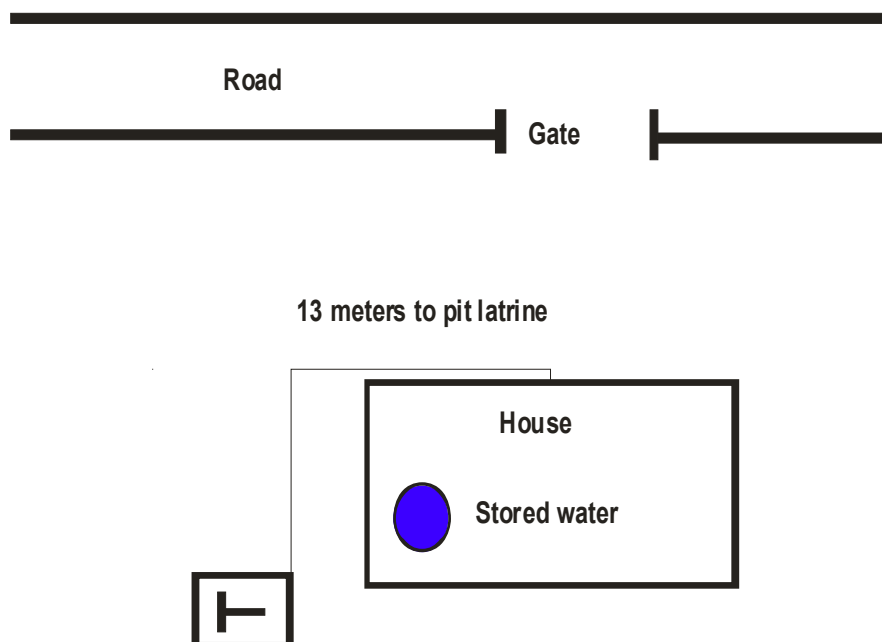 Road
Gate
13 meters to pit latrine
House
Stored water
T